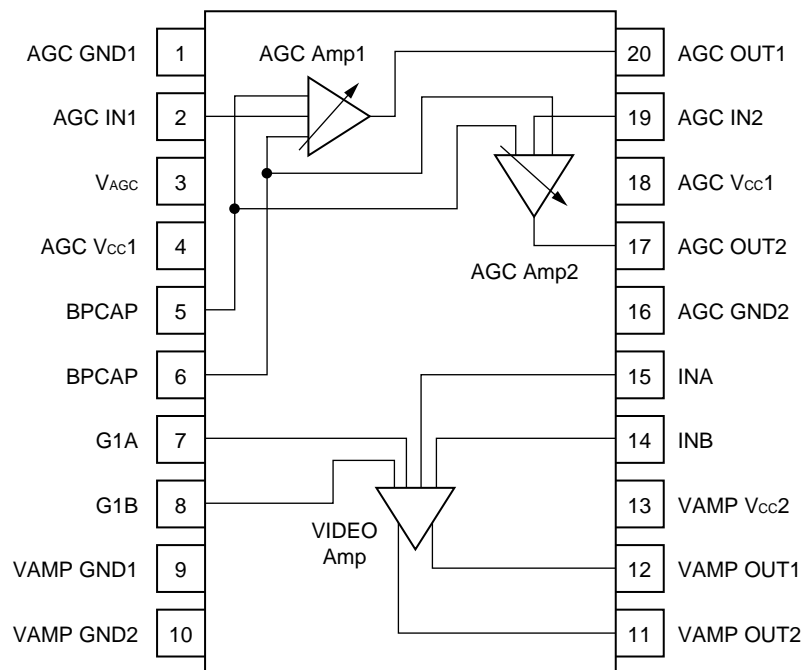 AGC GND1 1
AGC Amp1
20 AGC OUT1
AGC IN1 2
19 AGC IN2
VAGC 3
18 AGC VCC1
AGC VCC1 4
17 AGC OUT2
AGC Amp2
BPCAP 5
16 AGC GND2
BPCAP 6
15 INA
G1A 7
14 INB
G1B 8
13 VAMP VCC2
VIDEO
Amp
VAMP GND1 9
12 VAMP OUT1
VAMP GND2 10
11 VAMP OUT2